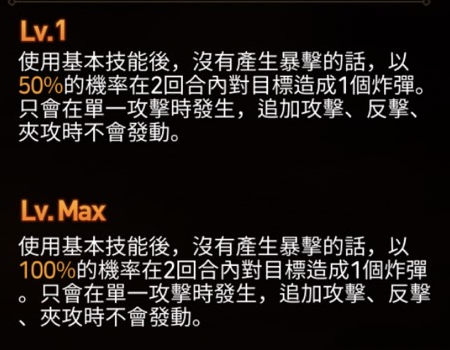 Lv.1
使用基本技能後，沒有產生暴擊的話，以
50%的機率在2回合內對目標造成1個炸彈。
只會在單一攻擊時發生，追加攻擊、反擊、
夾攻時不會發動。
Lv.Max
使用基本技能後，沒有產生暴擊的話，以
100%的機率在2回合內對目標造成1個炸彈
。只會在單一攻擊時發生，追加攻擊、反擊
、夾攻時不會發動。